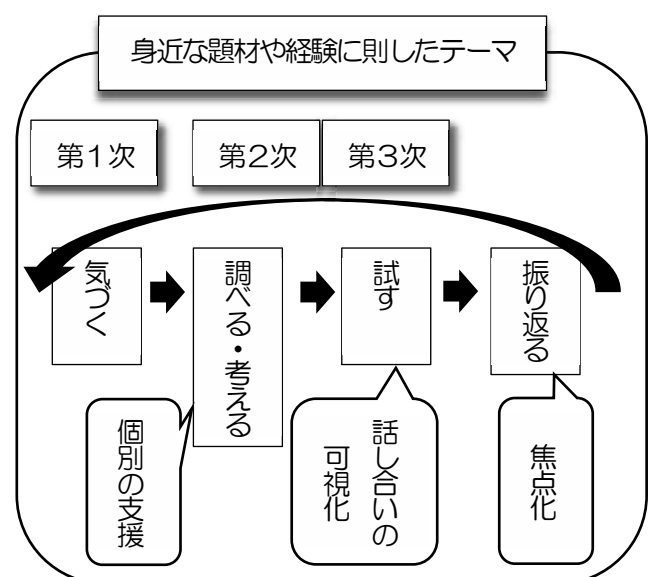 身近な題材や経験に則したテーマ
第1次
第2次
第3次
気づく
調べる・考える
試す
振り返る
個別の支援
話し合いの
可視化
焦点化